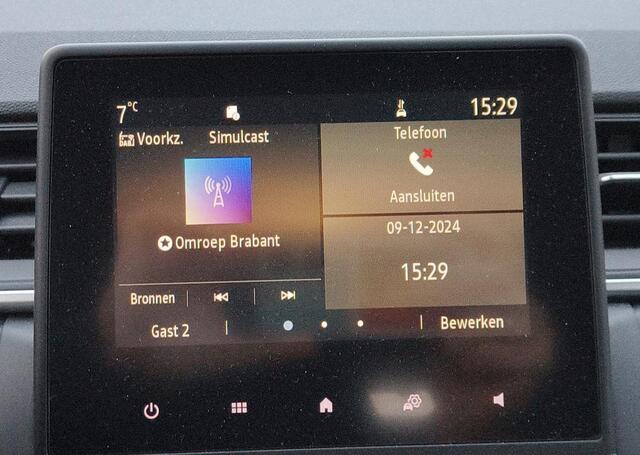 7°C
15:29
Voorkz. Simulcast
Omroep Brabant
Bronnen
Telefoon
Aansluiten
09-12-2024
15:29
Gast 2
Bewerken